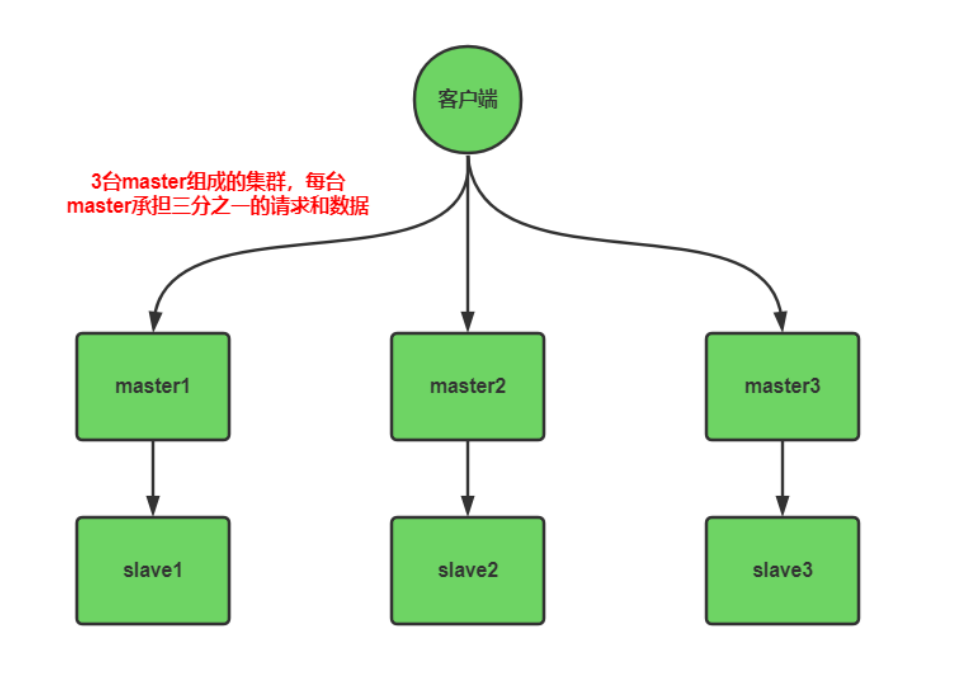 客户端
3台master组成的集群，每台
master承担三分之一的请求和数据
master1
master2
master3
slave1
slave2
slave3